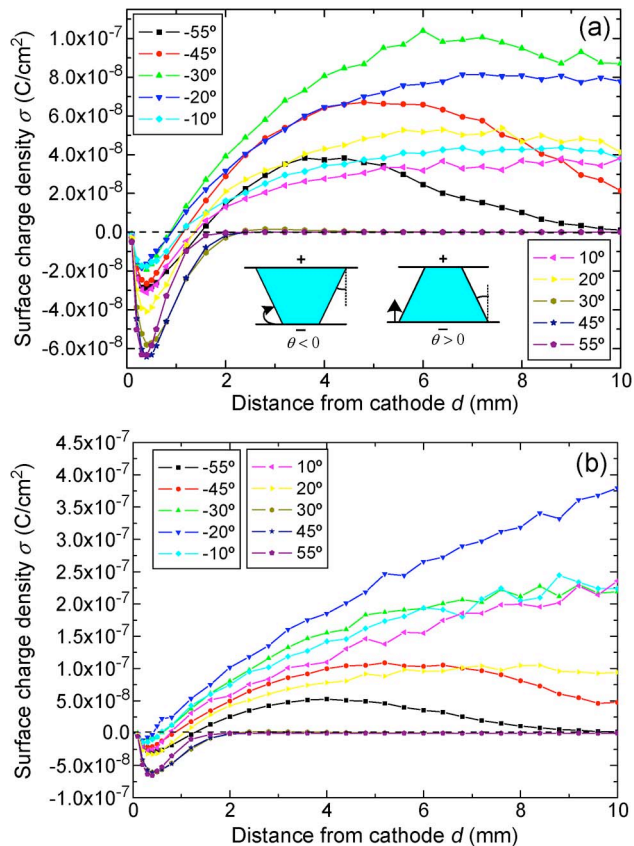 (a)
-55º
-45º
-30º
-20º
-10º
1.0x10-7
8.0x10-8
6.0x10-8
4.0x10-8
2.0x10-8
0.0
-2.0x10-8
-4.0x10-8
-6.0x10-8
Surface charge density σ (C/cm2)
+
−
θ < 0
+
−
θ > 0
10º
20º
30º
45º
55º
0 2 4 6 8 10
Distance from cathode d (mm)
(b)
-55º 10º
-45º 20º
-30º 30º
-20º 45º
-10º 55º
4.5x10-7
4.0x10-7
3.5x10-7
3.0x10-7
2.5x10-7
2.0x10-7
1.5x10-7
1.0x10-7
5.0x10-8
0.0
-5.0x10-8
-1.0x10-7
Surface charge density σ (C/cm2)
0 2 4 6 8 10
Distance from cathode d (mm)